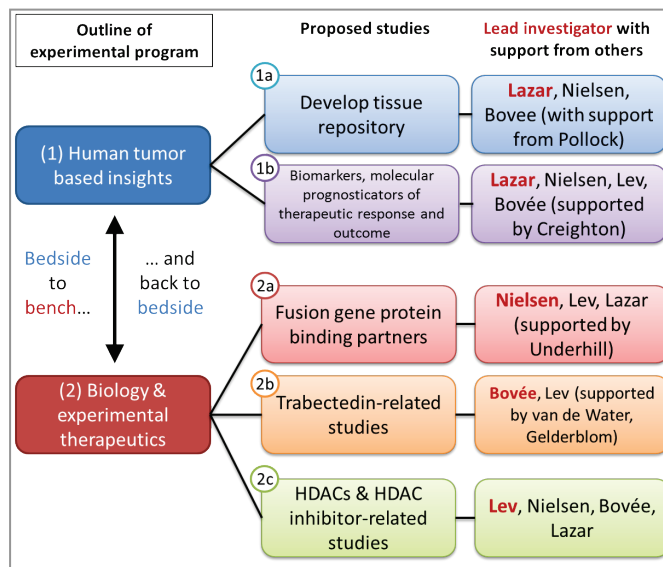 Outline of
experimental program
Proposed studies
Lead investigator with
support from others
(1) Human tumor
based insights
1a
Develop tissue
repository
Lazar, Nielsen,
Bovee (with support
from Pollock)
1b
Biomarkers, molecular
prognosticators of
therapeutic response and
outcome
Lazar, Nielsen, Lev,
Bovée (supported
by Creighton)
Bedside
to
bench...
... and
back to
bedside
(2) Biology &
experimental
therapeutics
2a
Fusion gene protein
binding partners
Nielsen, Lev, Lazar
(supported by
Underhill)
2b
Trabectedin-related
studies
Bovée, Lev (supported
by van de Water,
Gelderblom)
2c
HDACs & HDAC
inhibitor-related
studies
Lev, Nielsen, Bovée,
Lazar